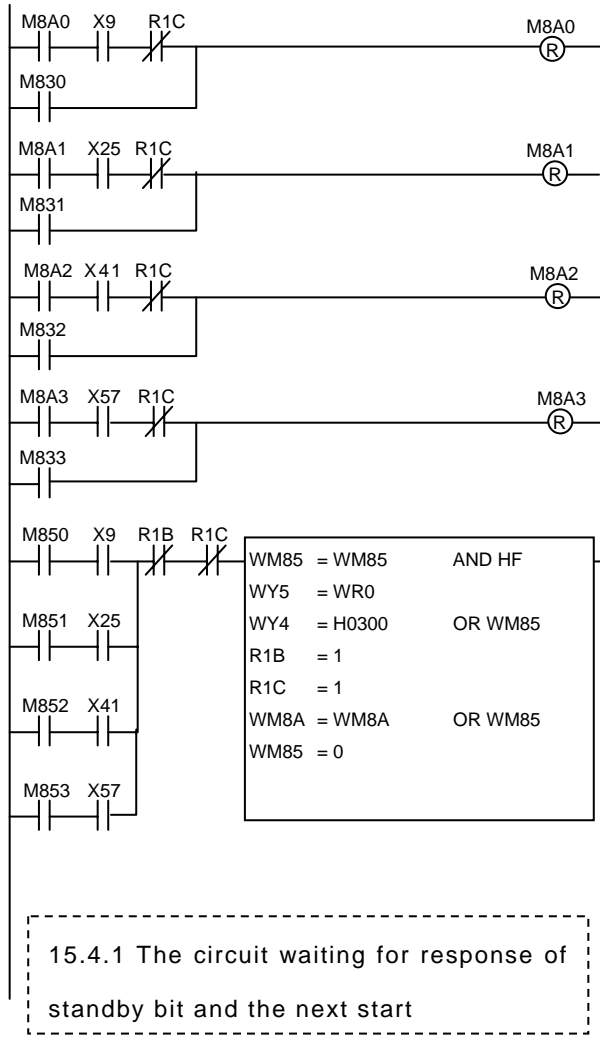 M8A0 X9 R1C M8A0
R
M830
M8A1 X25 R1C M8A1
R
M831
M8A2 X41 R1C M8A2
R
M832
M8A3 X57 R1C M8A3
R
M833
M850 X9 R1B R1C
WM85 = WM85 AND HF
WY5 = WR0
M851 X25
WY4 = H0300 OR WM85
R1B = 1
R1C = 1
M852 X41
WM8A = WM8A OR WM85
WM85 = 0
M853 X57
15.4.1 The circuit waiting for response of
standby bit and the next start